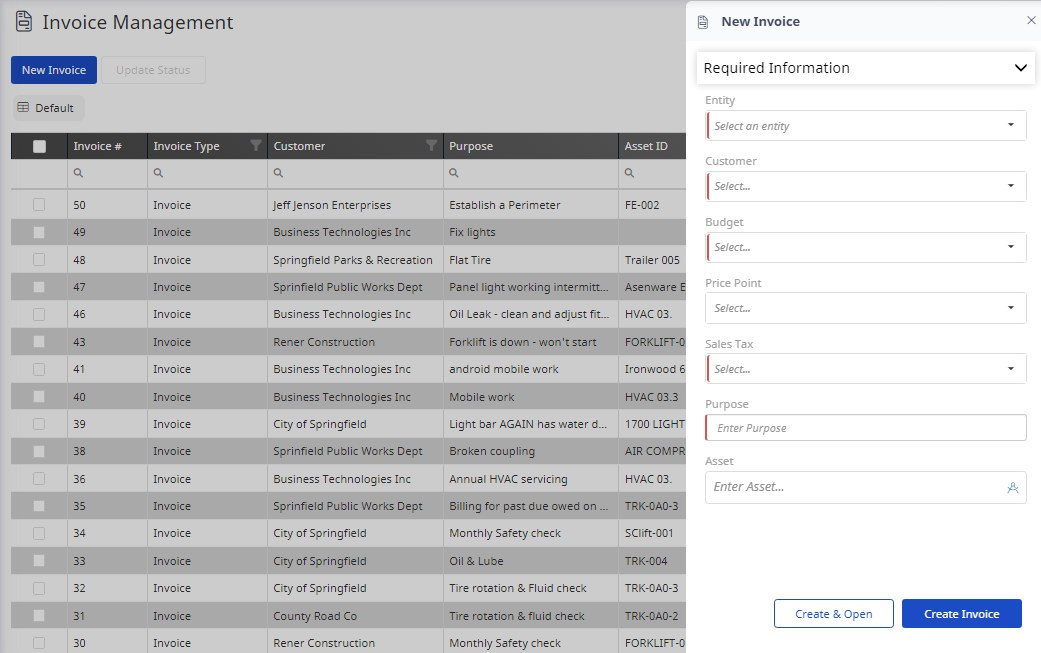 Invoice Management
New Invoice Update Status
Default
Invoice # Invoice Type Customer Purpose Asset ID
50 Invoice Jeff Jenson Enterprises Establish a Perimeter FE-002
49 Invoice Business Technologies Inc Fix lights
48 Invoice Springfield Parks & Recreation Flat Tire Trailer 005
47 Invoice Sprinfield Public Works Dept Panel light working intermitt... Asenware E
46 Invoice Business Technologies Inc Oil Leak - clean and adjust fit... HVAC 03.
43 Invoice Rener Construction Forklift is down - won't start FORKLIFT-0
41 Invoice Business Technologies Inc android mobile work Ironwood 6
40 Invoice Business Technologies Inc Mobile work HVAC 03.3
39 Invoice City of Springfield Light bar AGAIN has water d... 1700 LIGHT
38 Invoice Sprinfield Public Works Dept Broken coupling AIR COMPR
36 Invoice Business Technologies Inc Annual HVAC servicing HVAC 03.
35 Invoice Sprinfield Public Works Dept Billing for past due owed on ... TRK-0A0-3
34 Invoice City of Springfield Monthly Safety check SClift-001
33 Invoice City of Springfield Oil & Lube TRK-004
32 Invoice City of Springfield Tire rotation & Fluid check TRK-0A0-3
31 Invoice County Road Co Tire rotation & fluid check TRK-0A0-2
30 Invoice Rener Construction Monthly Safety check FORKLIFT-0
New Invoice
Required Information
Entity
Select an entity
Customer
Select...
Budget
Select...
Price Point
Select...
Sales Tax
Select...
Purpose
Enter Purpose
Asset
Enter Asset...
Create & Open Create Invoice